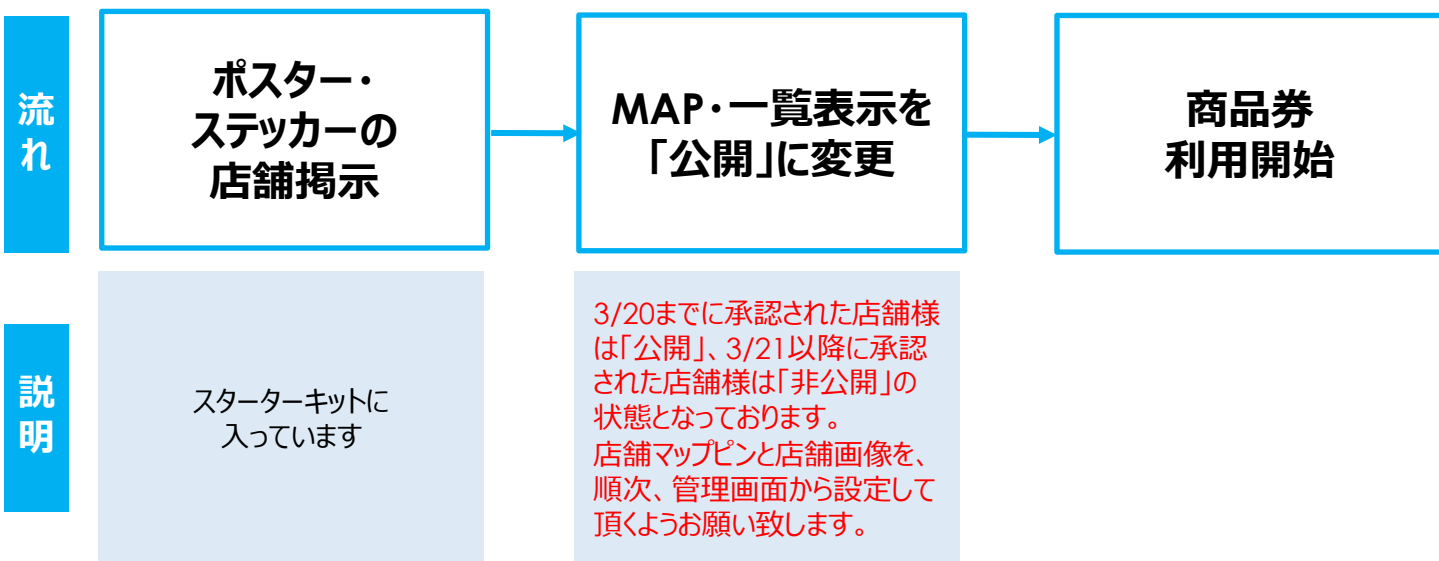 流れ
ポスター・
ステッカーの
店舗掲示
MAP・一覧表示を
「公開」に変更
商品券
利用開始
説明
スターターキットに
入っています
3/20までに承認された店舗様
は「公開」、3/21以降に承認
された店舗様は「非公開」の
状態となっております。
店舗マップピンと店舗画像を、
順次、管理画面から設定して
頂くようお願い致します。